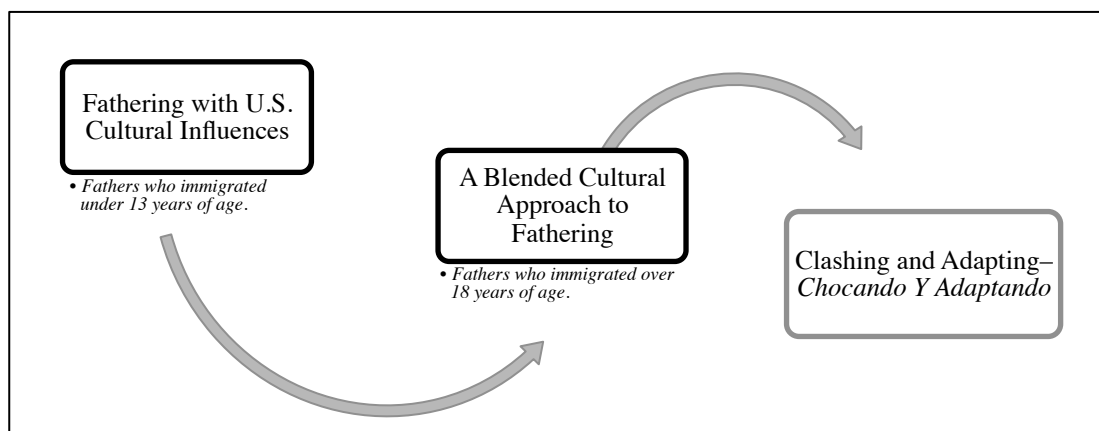 Fathering with U.S.
Cultural Influences
• Fathers who immigrated
under 13 years of age.
A Blended Cultural
Approach to
Fathering
• Fathers who immigrated over
18 years of age.
Clashing and Adapting–
Chocando Y Adaptando